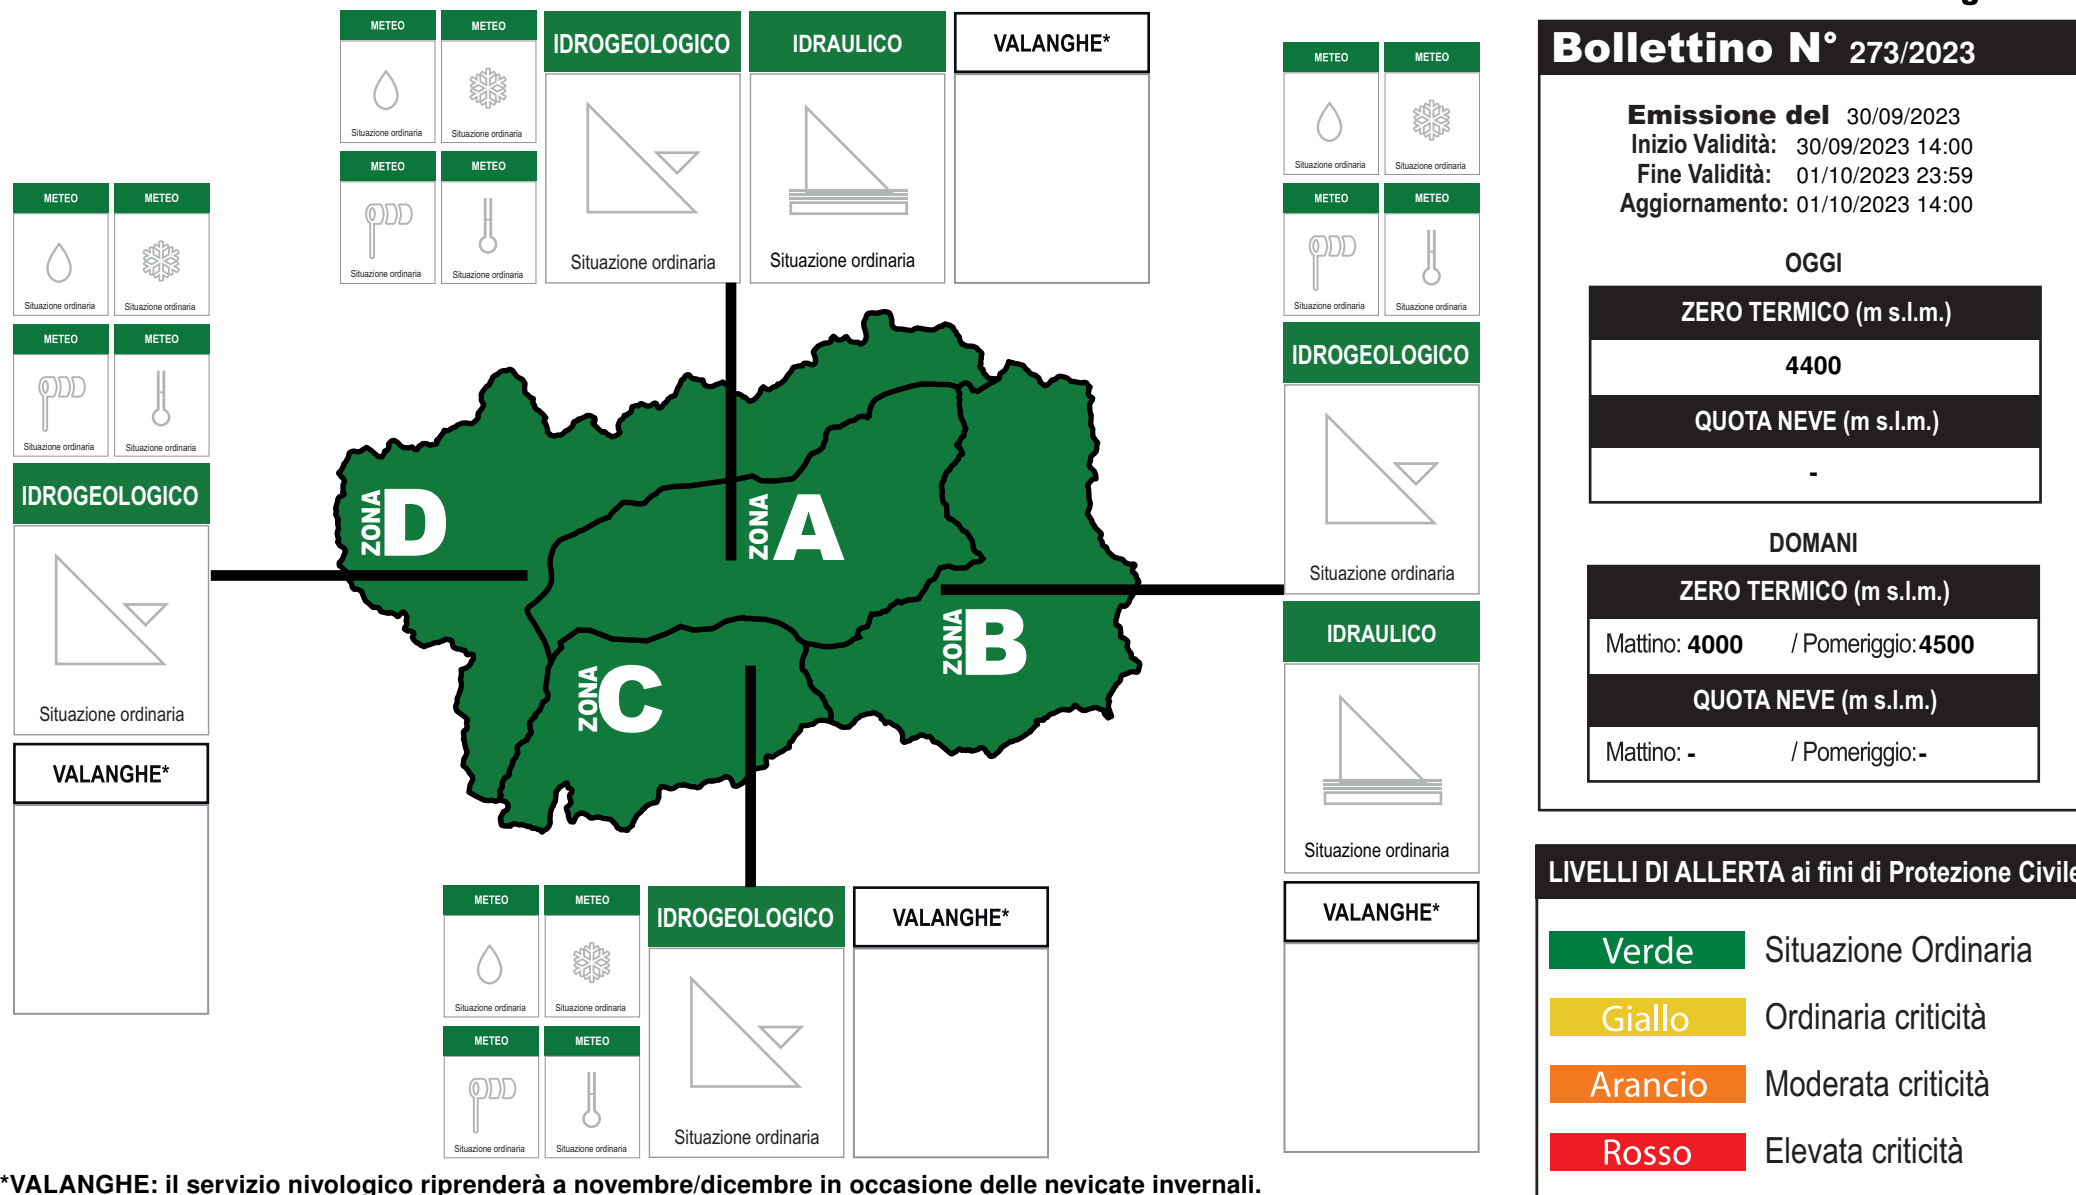 METEO METEO
Situazione ordinaria Situazione ordinaria
METEO METEO
Situazione ordinaria Situazione ordinaria
IDROGEOLOGICO
Situazione ordinaria
IDRAULICO
Situazione ordinaria
VALANGHE*
METEO METEO
Situazione ordinaria Situazione ordinaria
METEO METEO
Situazione ordinaria Situazione ordinaria
IDROGEOLOGICO
Situazione ordinaria
VALANGHE*
ZONA D
ZONA A
ZONA B
ZONA C
METEO METEO
Situazione ordinaria Situazione ordinaria
METEO METEO
Situazione ordinaria Situazione ordinaria
IDROGEOLOGICO
Situazione ordinaria
IDRAULICO
Situazione ordinaria
VALANGHE*
METEO METEO
Situazione ordinaria Situazione ordinaria
METEO METEO
Situazione ordinaria Situazione ordinaria
IDROGEOLOGICO
Situazione ordinaria
VALANGHE*
*VALANGHE: il servizio nivologico riprenderà a novembre/dicembre in occasione delle nevicate invernali.
Bollettino N° 273/2023
Emissione del 30/09/2023
Inizio Validità: 30/09/2023 14:00
Fine Validità: 01/10/2023 23:59
Aggiornamento: 01/10/2023 14:00
OGGI
ZERO TERMICO (m s.l.m.)
4400
QUOTA NEVE (m s.l.m.)
-
DOMANI
ZERO TERMICO (m s.l.m.)
Mattino: 4000 / Pomeriggio: 4500
QUOTA NEVE (m s.l.m.)
Mattino: - / Pomeriggio: -
LIVELLI DI ALLERTA ai fini di Protezione Civile
Verde Situazione Ordinaria
Giallo Ordinaria criticità
Arancio Moderata criticità
Rosso Elevata criticità